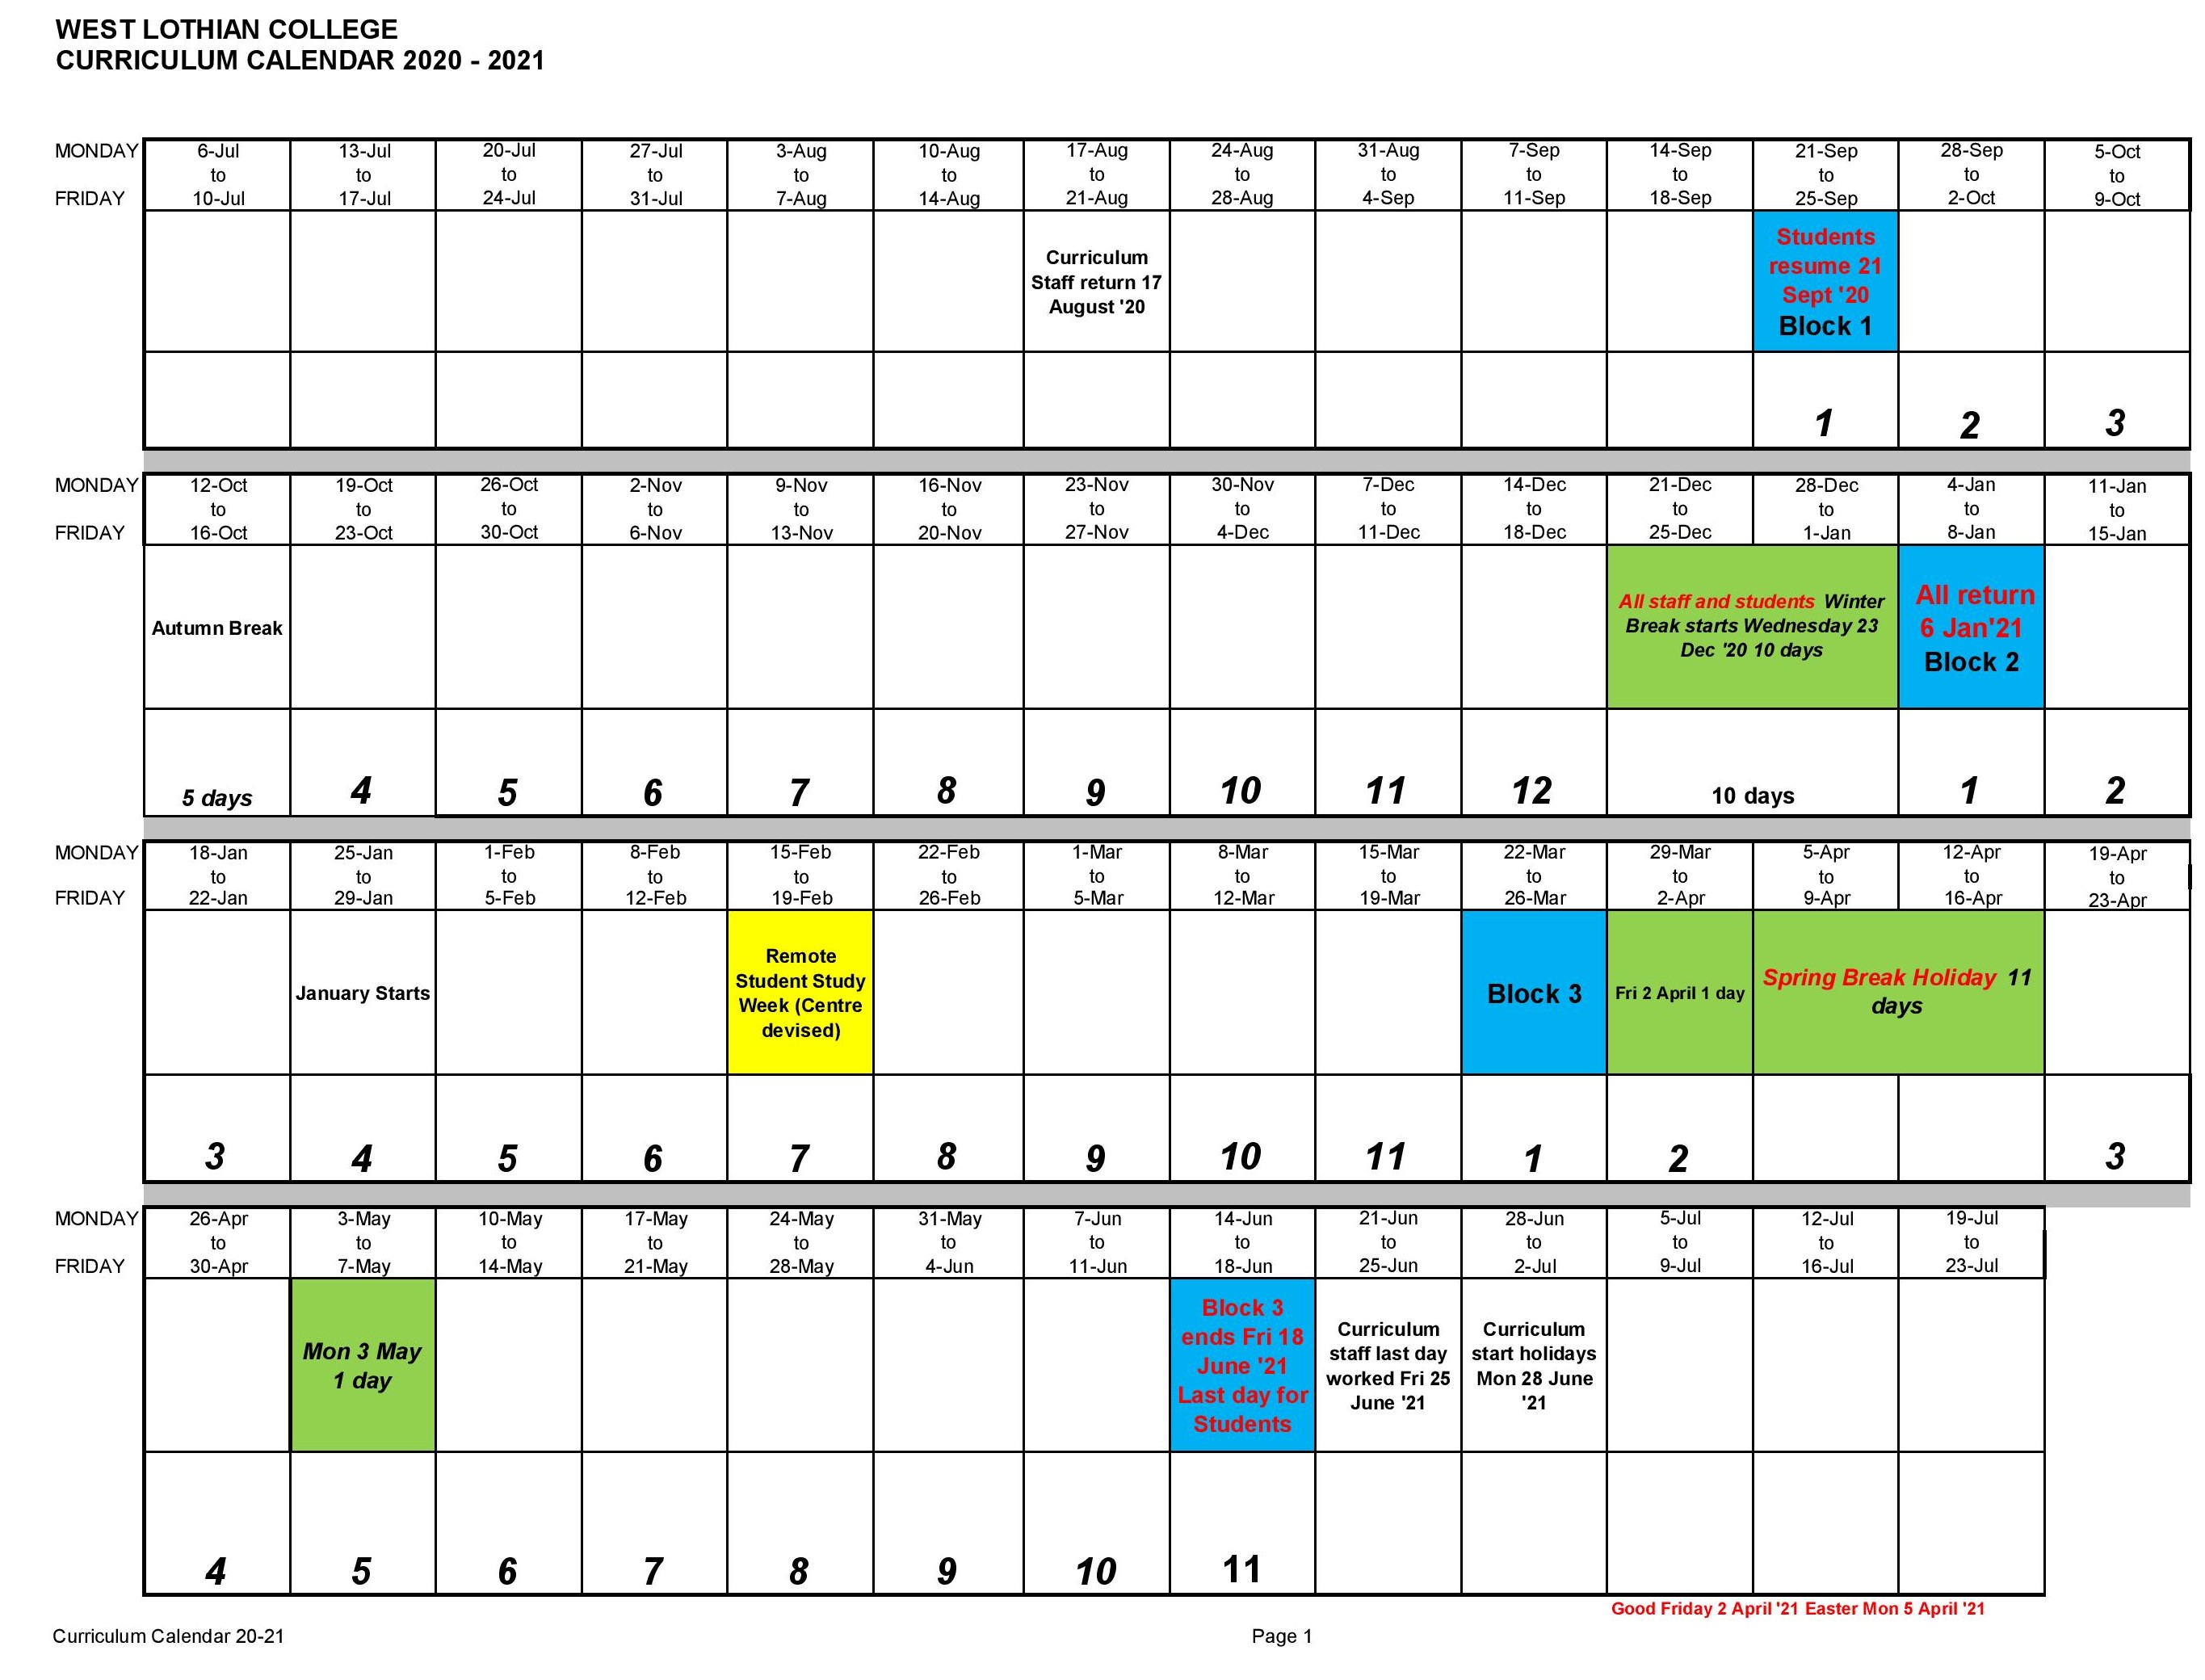 WEST LOTHIAN COLLEGE
CURRICULUM CALENDAR 2020 - 2021
MONDAY 6-Jul 13-Jul 20-Jul 27-Jul 3-Aug 10-Aug 17-Aug 24-Aug 31-Aug 7-Sep 14-Sep 21-Sep 28-Sep 5-Oct
to to to to to to to to to to to to to to
FRIDAY 10-Jul 17-Jul 24-Jul 31-Jul 7-Aug 14-Aug 21-Aug 28-Aug 4-Sep 11-Sep 18-Sep 25-Sep 2-Oct 9-Oct
Curriculum
Staff return 17
August '20
Students
resume 21
Sept '20
Block 1
1 2 3
MONDAY 12-Oct 19-Oct 26-Oct 2-Nov 9-Nov 16-Nov 23-Nov 30-Nov 7-Dec 14-Dec 21-Dec 28-Dec 4-Jan 11-Jan
to to to to to to to to to to to to to to
FRIDAY 16-Oct 23-Oct 30-Oct 6-Nov 13-Nov 20-Nov 27-Nov 4-Dec 11-Dec 18-Dec 25-Dec 1-Jan 8-Jan 15-Jan
Autumn Break
All staff and students Winter
Break starts Wednesday 23
Dec '20 10 days
All return
6 Jan'21
Block 2
5 days 4 5 6 7 8 9 10 11 12 10 days 1 2
MONDAY 18-Jan 25-Jan 1-Feb 8-Feb 15-Feb 22-Feb 1-Mar 8-Mar 15-Mar 22-Mar 29-Mar 5-Apr 12-Apr 19-Apr
to to to to to to to to to to to to to to
FRIDAY 22-Jan 29-Jan 5-Feb 12-Feb 19-Feb 26-Feb 5-Mar 12-Mar 19-Mar 26-Mar 2-Apr 9-Apr 16-Apr 23-Apr
January Starts
Remote
Student Study
Week (Centre
devised)
Block 3
Fri 2 April 1 day
Spring Break Holiday 11
days
3 4 5 6 7 8 9 10 11 1 2 3
MONDAY 26-Apr 3-May 10-May 17-May 24-May 31-May 7-Jun 14-Jun 21-Jun 28-Jun 5-Jul 12-Jul 19-Jul
to to to to to to to to to to to to to
FRIDAY 30-Apr 7-May 14-May 21-May 28-May 4-Jun 11-Jun 18-Jun 25-Jun 2-Jul 9-Jul 16-Jul 23-Jul
Mon 3 May
1 day
Block 3
ends Fri 18
June '21
Last day for
Students
Curriculum
staff last day
worked Fri 25
June '21
Curriculum
start holidays
Mon 28 June
'21
4 5 6 7 8 9 10 11
Good Friday 2 April '21 Easter Mon 5 April '21
Curriculum Calendar 20-21 Page 1